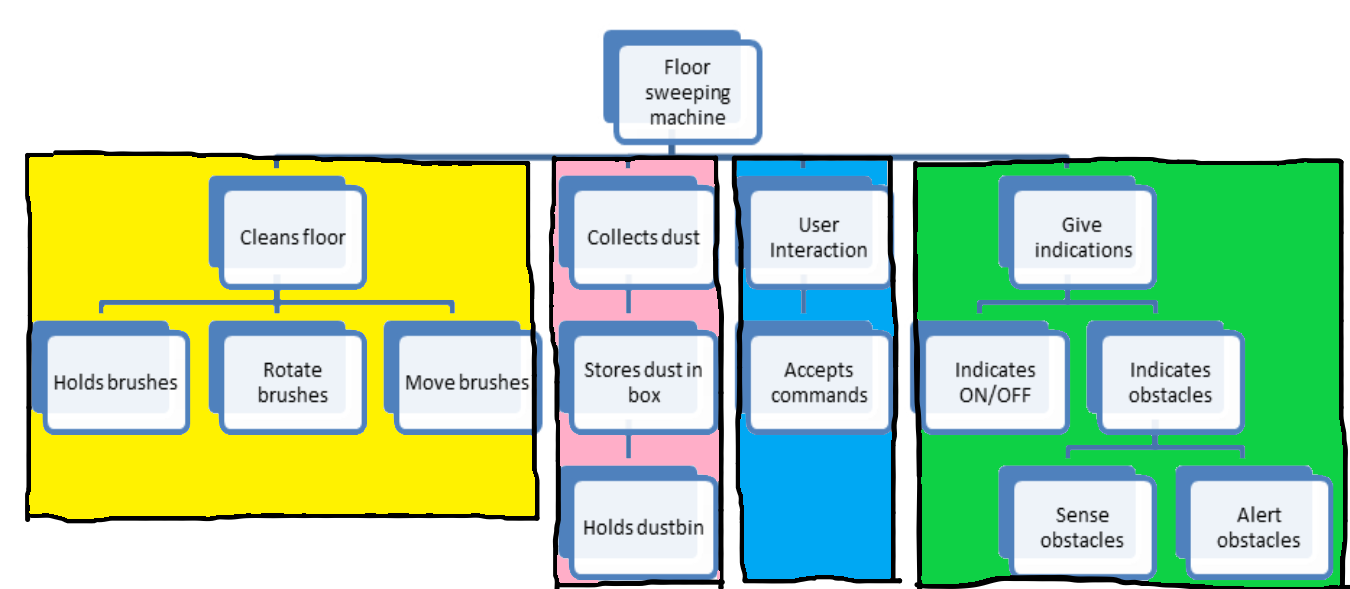 Floor
sweeping
machine
Cleans floor
Collects dust
User
Interaction
Give
indications
Holds brushes
Rotate
brushes
Move brushes
Stores dust in
box
Accepts
commands
Indicates
ON/OFF
Indicates
obstacles
Holds dustbin
Sense
obstacles
Alert
obstacles